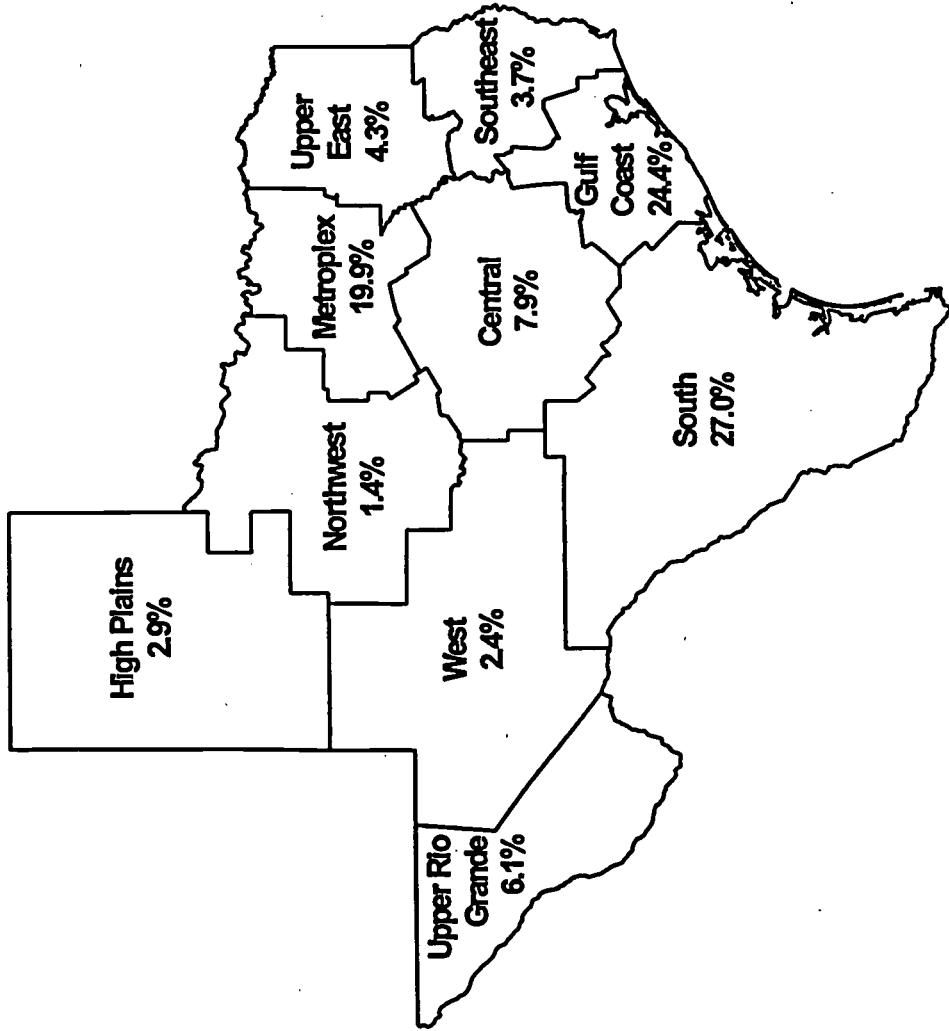 High Plains
2.9%
Northwest
1.4%
Metroplex
19.9%
Upper
East
4.3%
Upper Rio
Grande
6.1%
West
2.4%
Central
7.9%
Southeast
3.7%
Gulf
Coast
24.4%
South
27.0%